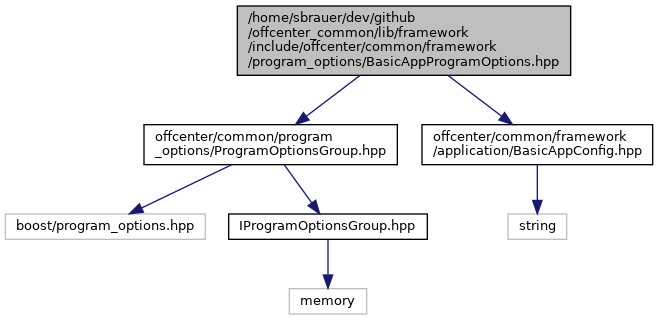 /home/sbrauer/dev/github
/offcenter_common/lib/framework
/include/offcenter/common/framework
/program_options/BasicAppProgramOptions.hpp
offcenter/common/program
_options/ProgramOptionsGroup.hpp
offcenter/common/framework
/application/BasicAppConfig.hpp
boost/program_options.hpp
IProgramOptionsGroup.hpp
string
memory